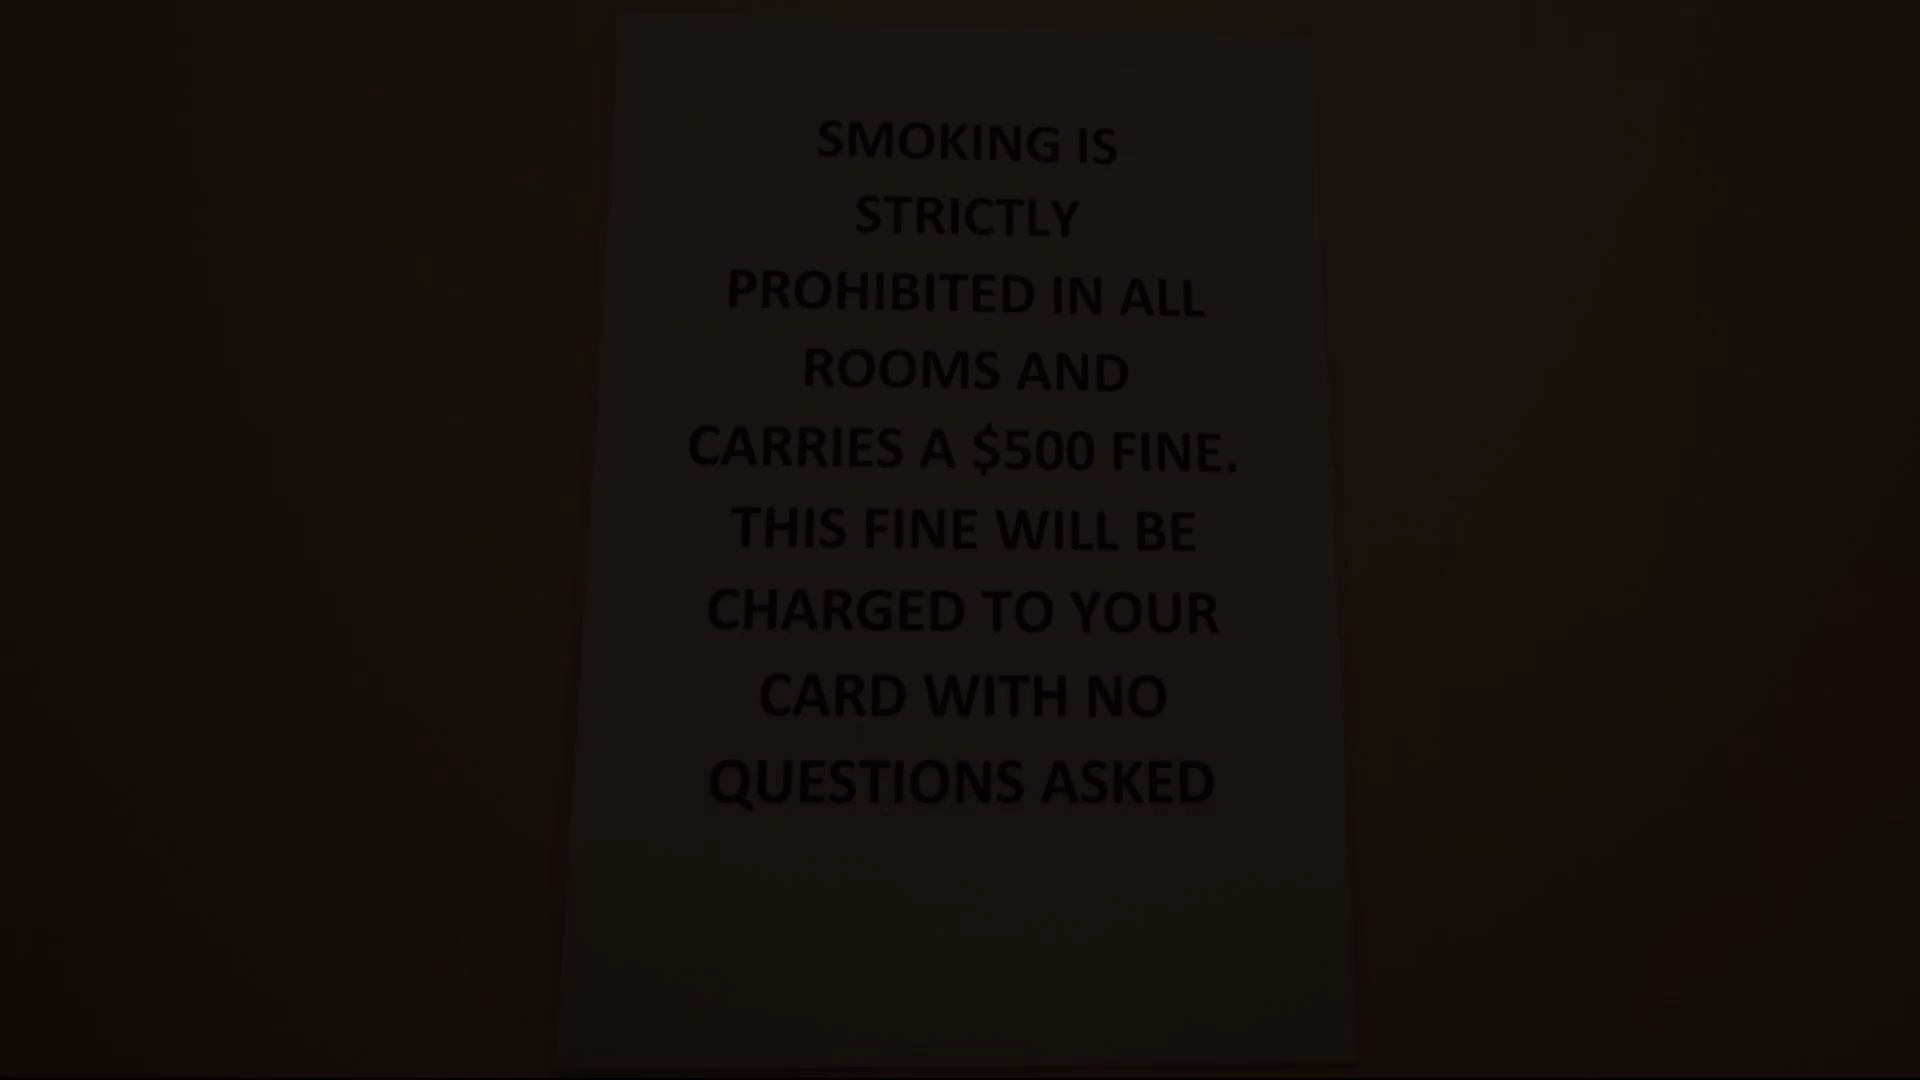 SMOKING IS
STRICTLY
PROHIBITED IN ALL
ROOMS AND
CARRIES A $500 FINE.
THIS FINE WILL BE
CHARGED TO YOUR
CARD WITH NO
QUESTIONS ASKED